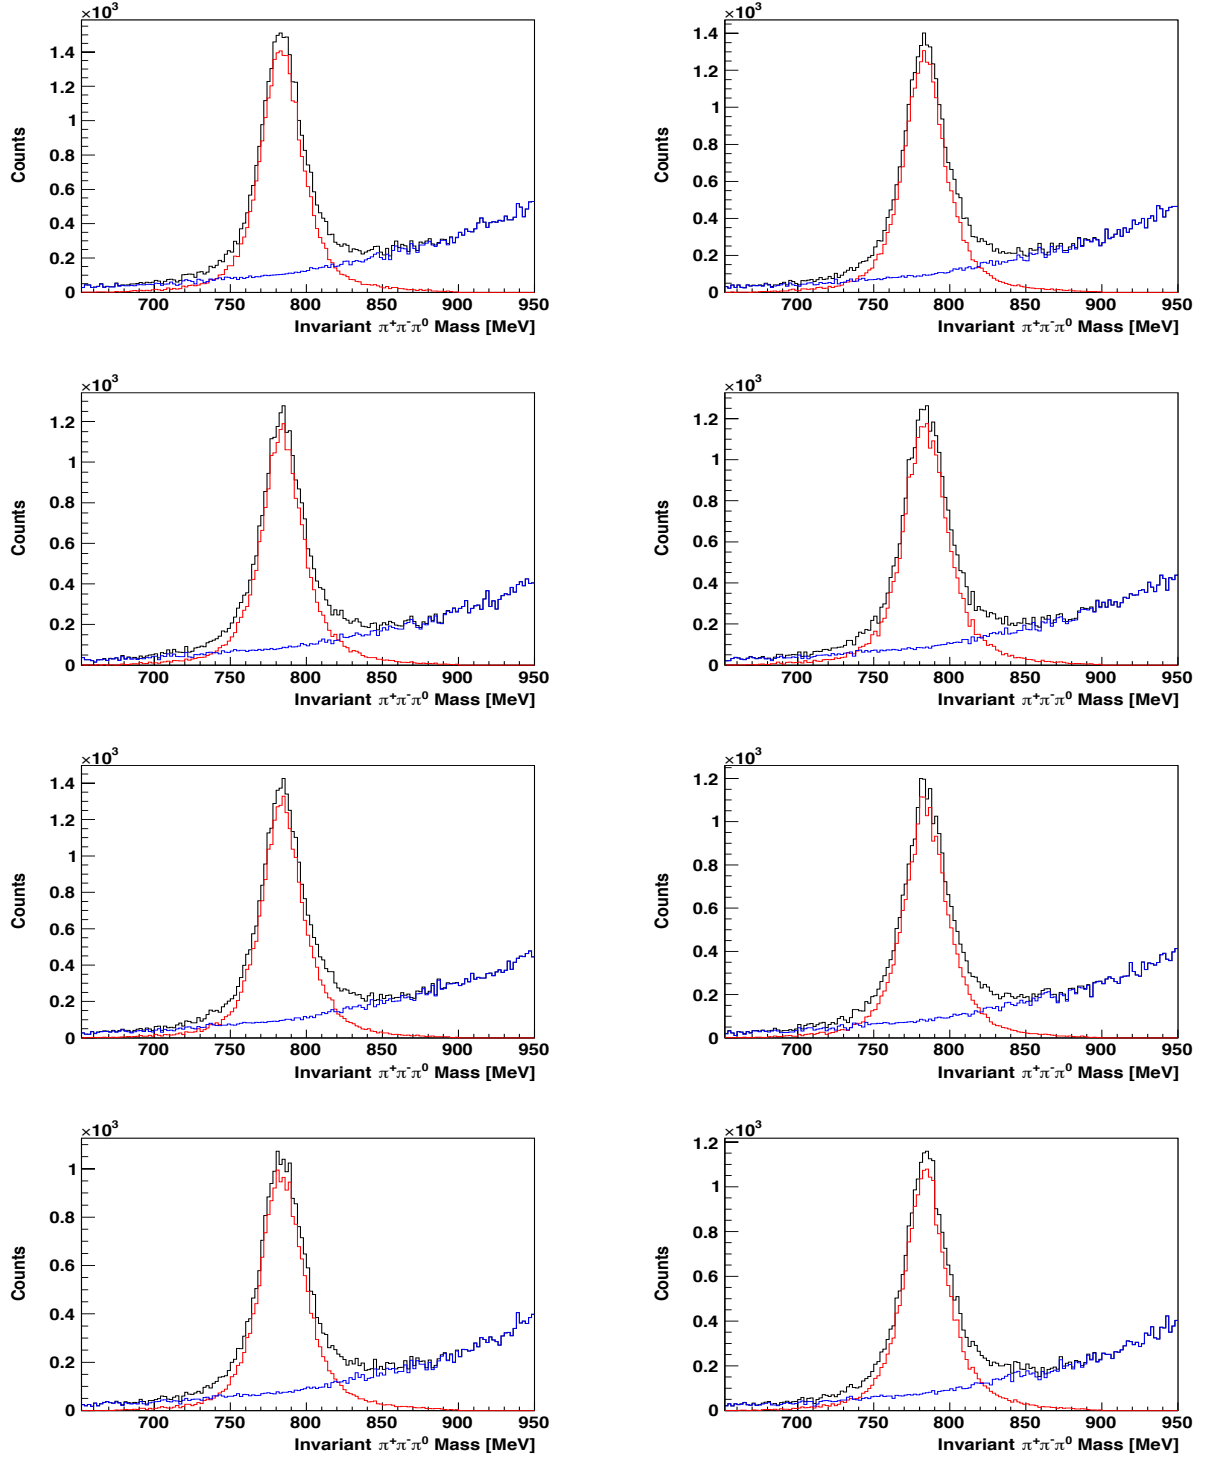 ×10³ ×10³
Counts 1.4 1.2 1 0.8 0.6 0.4 0.2 0 Counts 1.4 1.2 1 0.8 0.6 0.4 0.2 0
700 750 800 850 900 950 700 750 800 850 900 950
Invariant π⁺π⁻π⁰ Mass [MeV] Invariant π⁺π⁻π⁰ Mass [MeV]
×10³ ×10³
Counts 1.2 1 0.8 0.6 0.4 0.2 0 Counts 1.2 1 0.8 0.6 0.4 0.2 0
700 750 800 850 900 950 700 750 800 850 900 950
Invariant π⁺π⁻π⁰ Mass [MeV] Invariant π⁺π⁻π⁰ Mass [MeV]
×10³ ×10³
Counts 1.4 1.2 1 0.8 0.6 0.4 0.2 0 Counts 1.2 1 0.8 0.6 0.4 0.2 0
700 750 800 850 900 950 700 750 800 850 900 950
Invariant π⁺π⁻π⁰ Mass [MeV] Invariant π⁺π⁻π⁰ Mass [MeV]
×10³ ×10³
Counts 1 0.8 0.6 0.4 0.2 0 Counts 1.2 1 0.8 0.6 0.4 0.2 0
700 750 800 850 900 950 700 750 800 850 900 950
Invariant π⁺π⁻π⁰ Mass [MeV] Invariant π⁺π⁻π⁰ Mass [MeV]